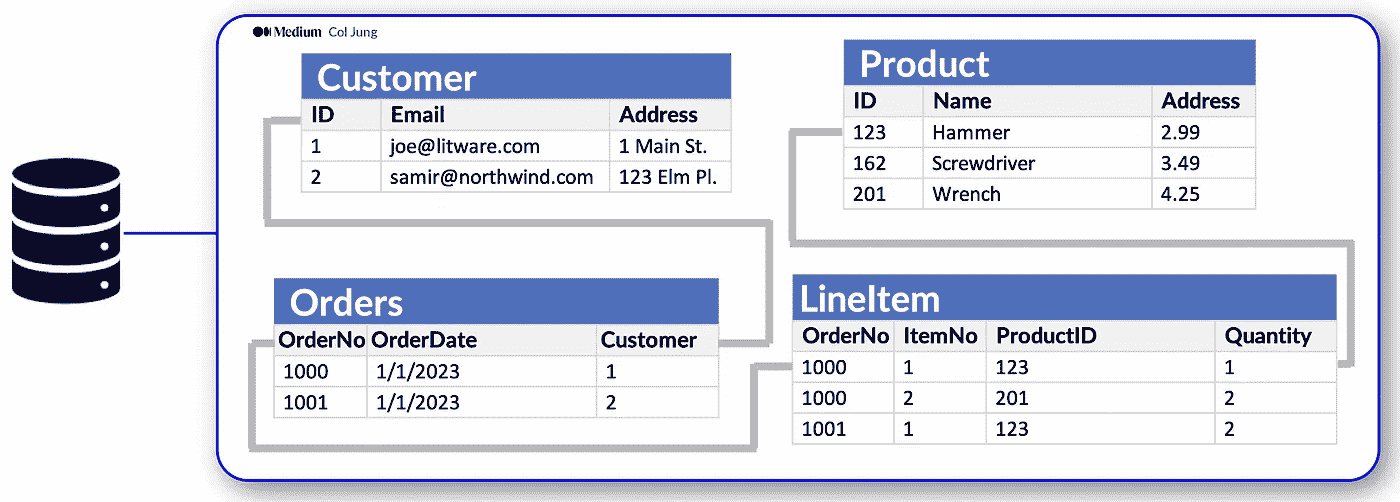 Medium Col Jung
Customer
ID Email Address
1 joe@litware.com 1 Main St.
2 samir@northwind.com 123 Elm Pl.
Product
ID Name Address
123 Hammer 2.99
162 Screwdriver 3.49
201 Wrench 4.25
Orders
OrderNo OrderDate Customer
1000 1/1/2023 1
1001 1/1/2023 2
LineItem
OrderNo ItemNo ProductID Quantity
1000 1 123 1
1000 2 201 2
1001 1 123 2